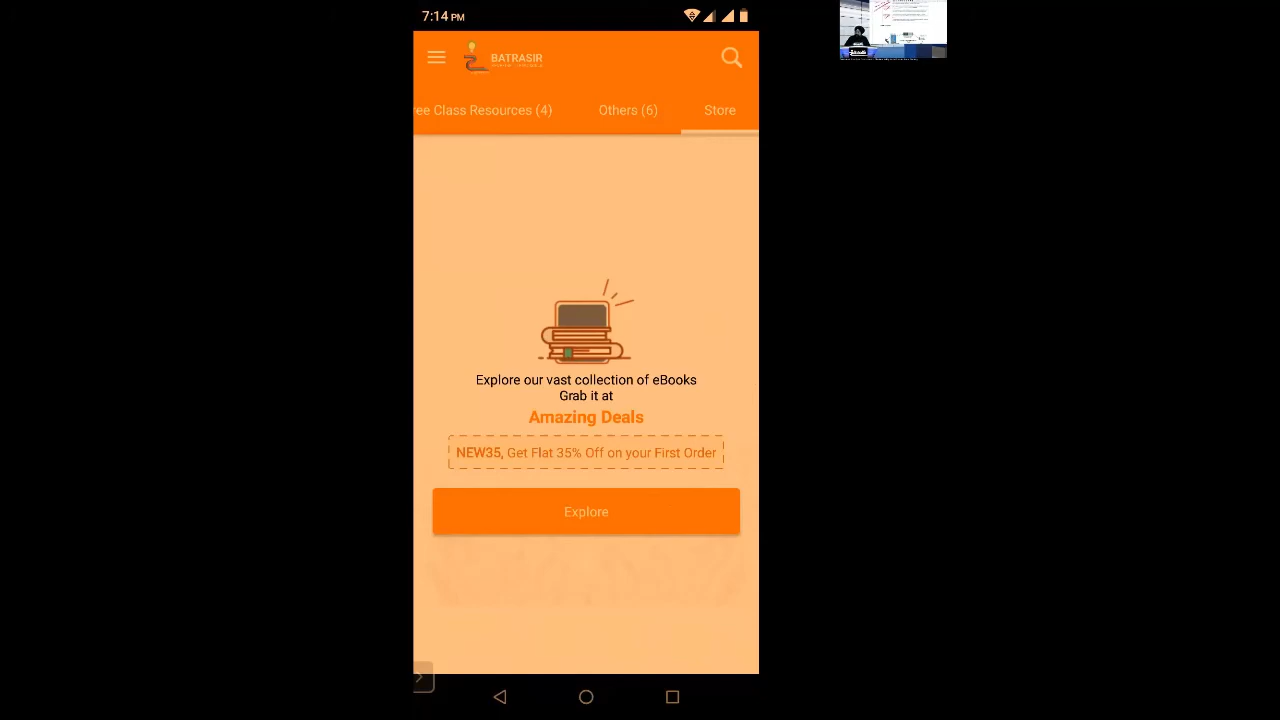 7:14 PM
BATRASIR
ree Class Resources (4)
Others (6)
Store
Explore our vast collection of eBooks
Grab it at
Amazing Deals
NEW35, Get Flat 35% Off on your First Order
Explore